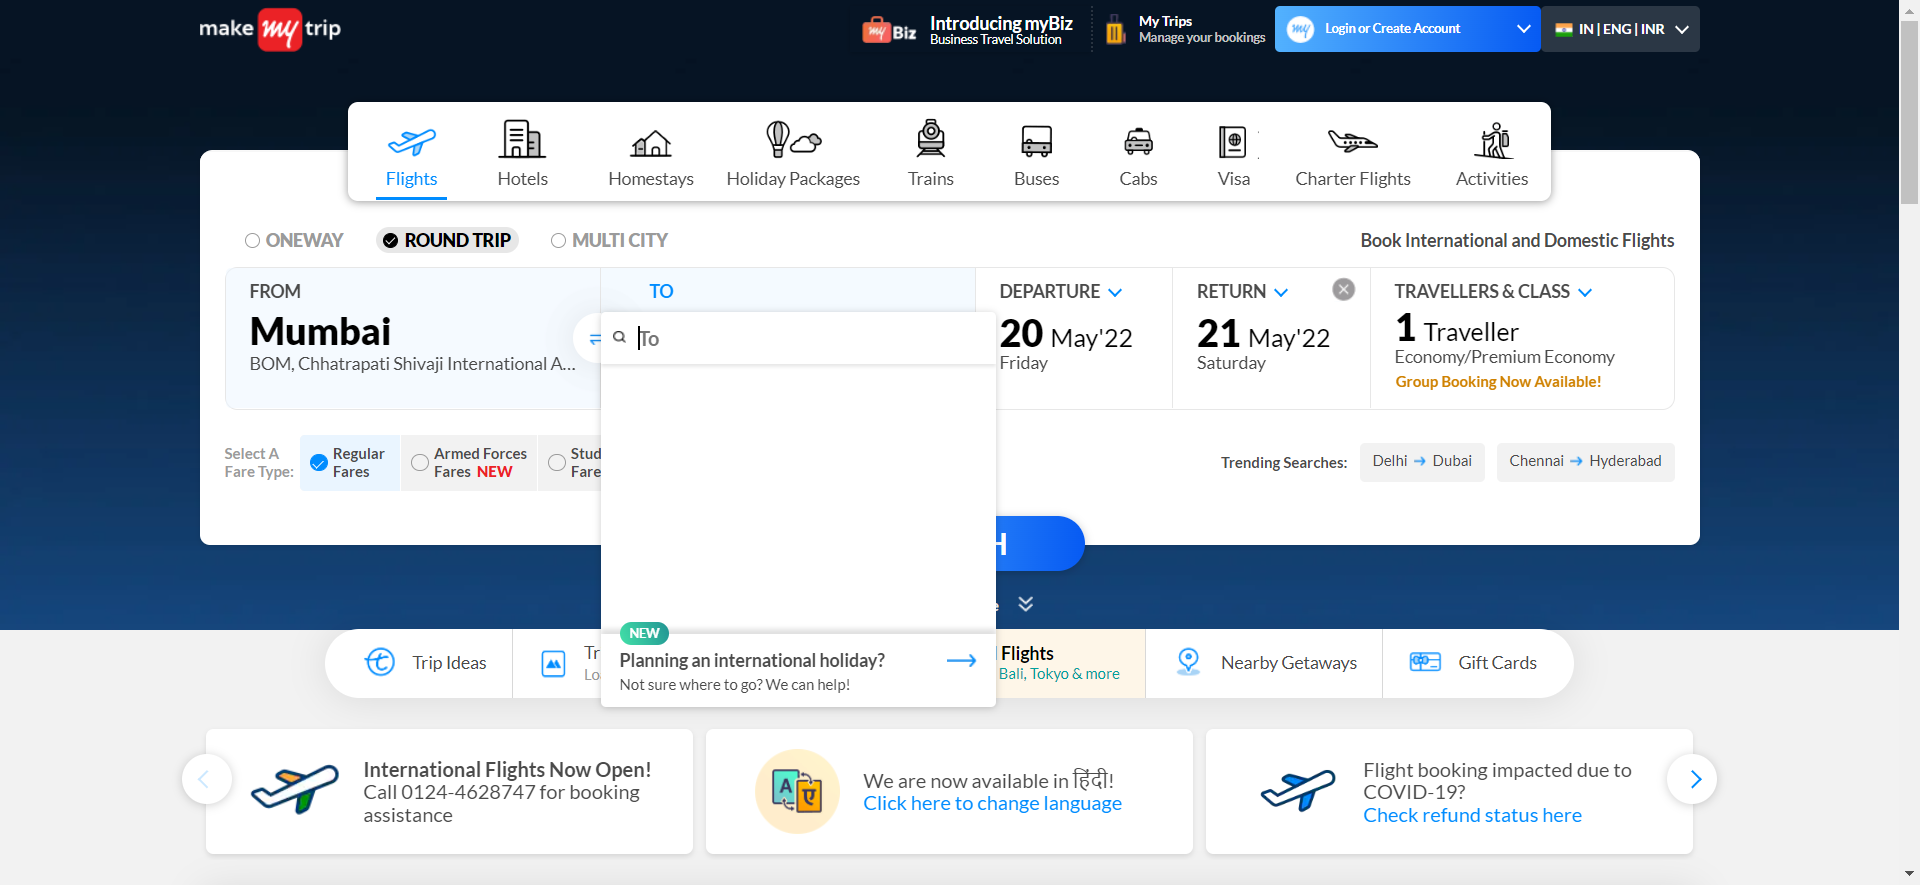 make my trip
my Biz
Introducing myBiz
Business Travel Solution
My Trips
Manage your bookings
my
Login or Create Account
IN | ENG | INR
Flights
Hotels
Homestays
Holiday Packages
Trains
Buses
Cabs
Visa
Charter Flights
Activities
ONEWAY
ROUND TRIP
MULTI CITY
Book International and Domestic Flights
FROM
Mumbai
BOM, Chhatrapati Shivaji International A...
TO
To
DEPARTURE
20 May'22
Friday
RETURN
21 May'22
Saturday
TRAVELLERS & CLASS
1 Traveller
Economy/Premium Economy
Group Booking Now Available!
Select A
Fare Type:
Regular
Fares
Armed Forces
Fares NEW
Stud
Fare
Trending Searches:
Delhi → Dubai
Chennai → Hyderabad
H
e
NEW
Planning an international holiday?
Not sure where to go? We can help!
Trip Ideas
Tr
Lo
Flights
Bali, Tokyo & more
Nearby Getaways
Gift Cards
International Flights Now Open!
Call 0124-4628747 for booking
assistance
A
ए
We are now available in हिंदी!
Click here to change language
Flight booking impacted due to
COVID-19?
Check refund status here